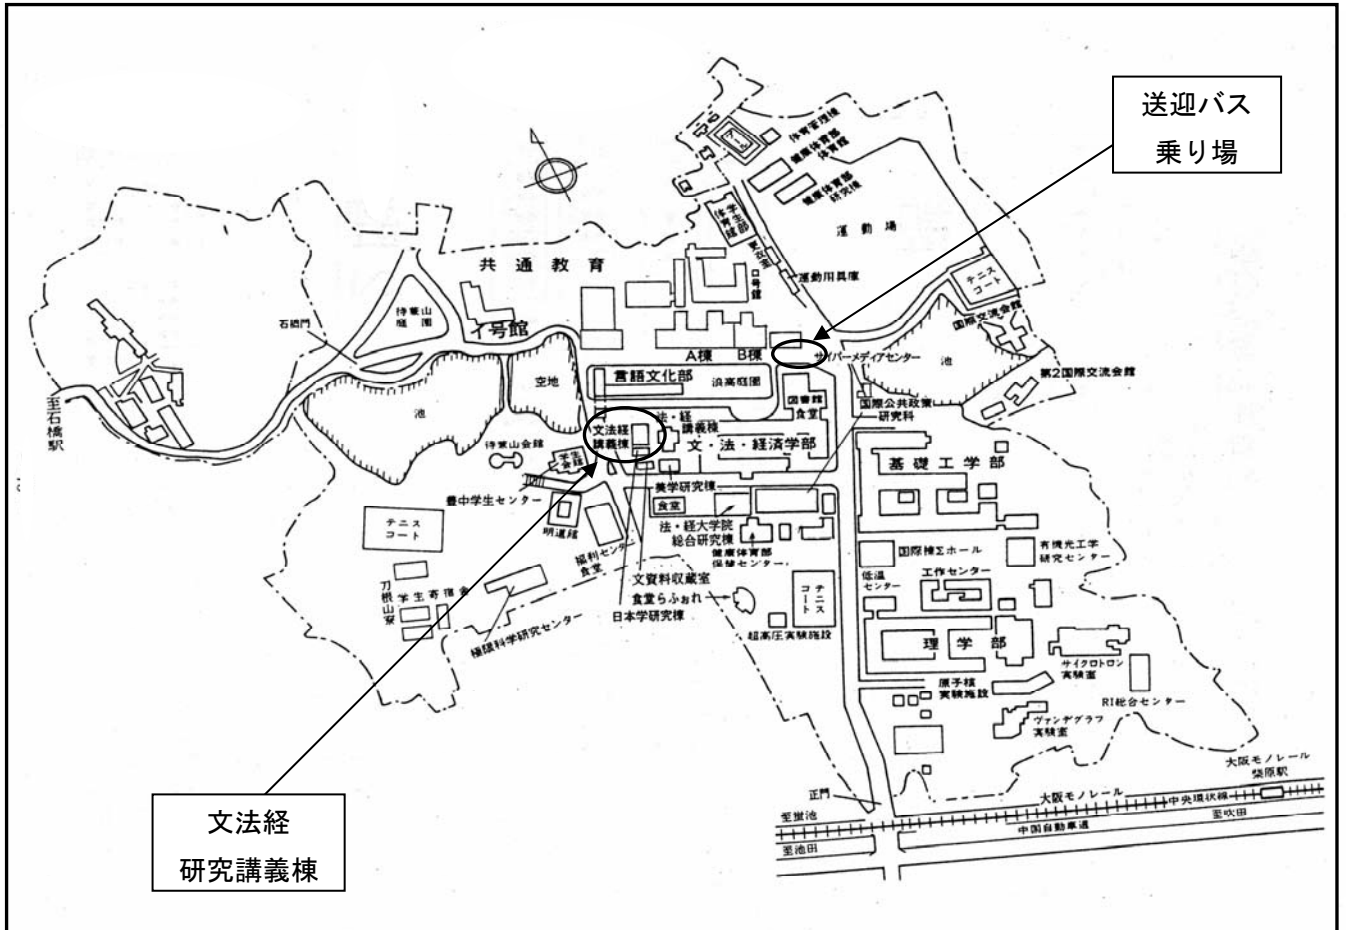 送迎バス
乗り場
プール
体育管理棟
健康体育部
体育館
健康体育部
研究棟
学生
体育部
運動場
更衣室
運動用具庫
テニス
コート
国際交流会館
共通教育
ロ号館
待兼山
庭園
石橋門
イ号館
A棟
B棟
サイバーメディアセンター
池
第2国際交流会館
言語文化部
浪高庭園
空地
池
図書館
食堂
国際公共政策
研究科
至石橋駅
文法経
講義棟
法・経
講義棟
文・法・経済学部
待兼山会館
学生
会館
基礎工学部
豊中学生センター
美学研究棟
食堂
テニス
コート
明道館
福利センター
食堂
法・経大学院
総合研究棟
健康体育部
保健センター
国際棟Σホール
有機光工学
研究センター
低温
センター
工作センター
文資料収蔵室
食堂らふぉれ
日本学研究棟
テニス
コート
刀根山寮
学生寄宿舎
極限科学研究センター
超高圧実験施設
理学部
サイクロトロン
実験室
原子核
実験施設
RI総合センター
ヴァンデグラフ
実験室
文法経
研究講義棟
正門
大阪モノレール
柴原駅
大阪モノレール
中央環状線
至蛍池
至吹田
中国自動車道
至池田